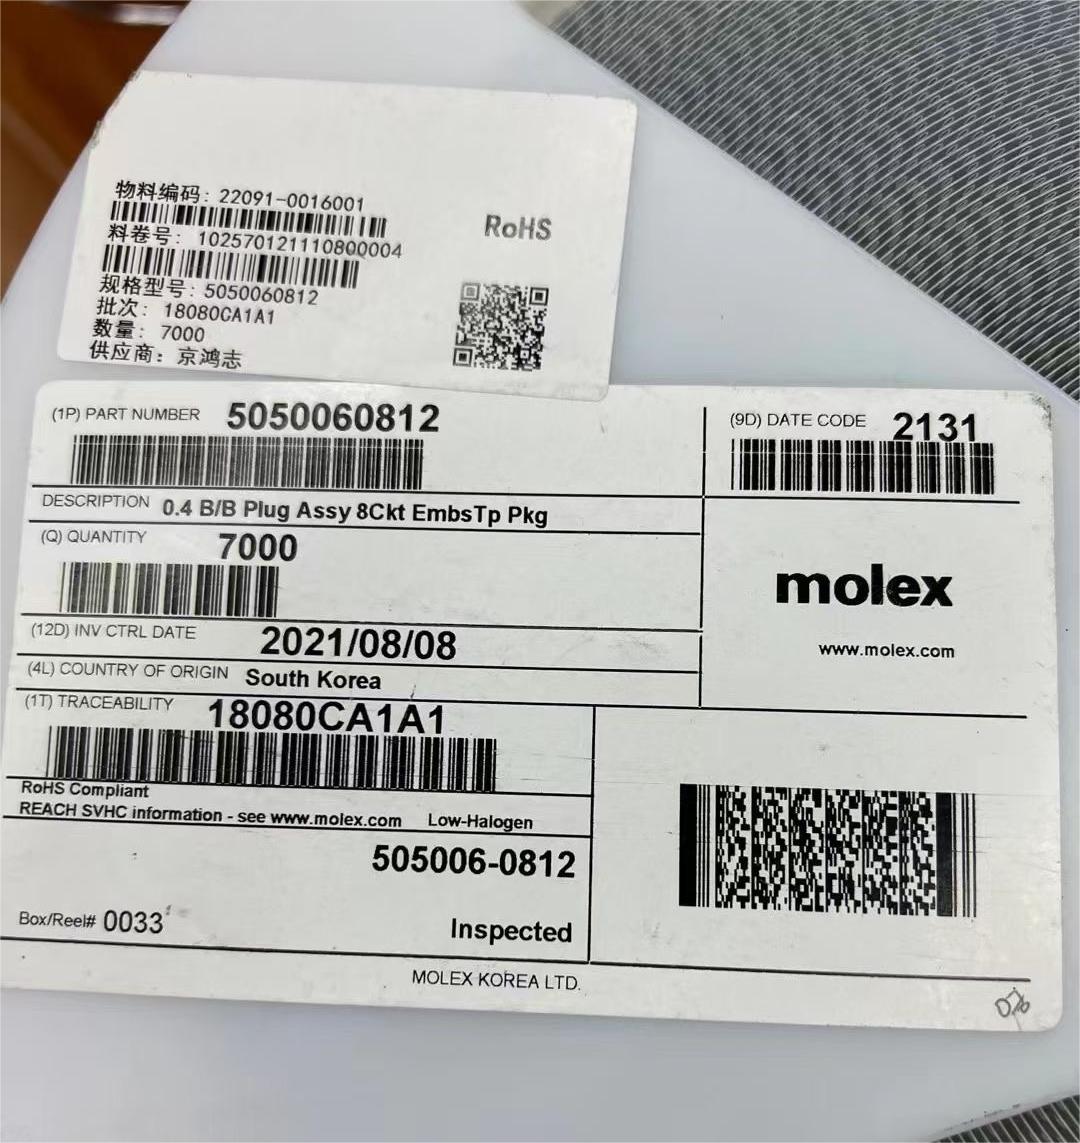 物料编码: 22091-0016001
料卷号: 102570121110800004
规格型号: 5050060812
批次: 18080CA1A1
数量: 7000
供应商: 京鸿志
RoHS
(1P) PART NUMBER 5050060812
(9D) DATE CODE 2131
DESCRIPTION 0.4 B/B Plug Assy 8Ckt EmbsTp Pkg
(Q) QUANTITY 7000
molex
www.molex.com
(12D) INV CTRL DATE 2021/08/08
(4L) COUNTRY OF ORIGIN South Korea
(1T) TRACEABILITY 18080CA1A1
RoHS Compliant
REACH SVHC information - see www.molex.com Low-Halogen
505006-0812
Box/Reel# 0033
Inspected
MOLEX KOREA LTD.